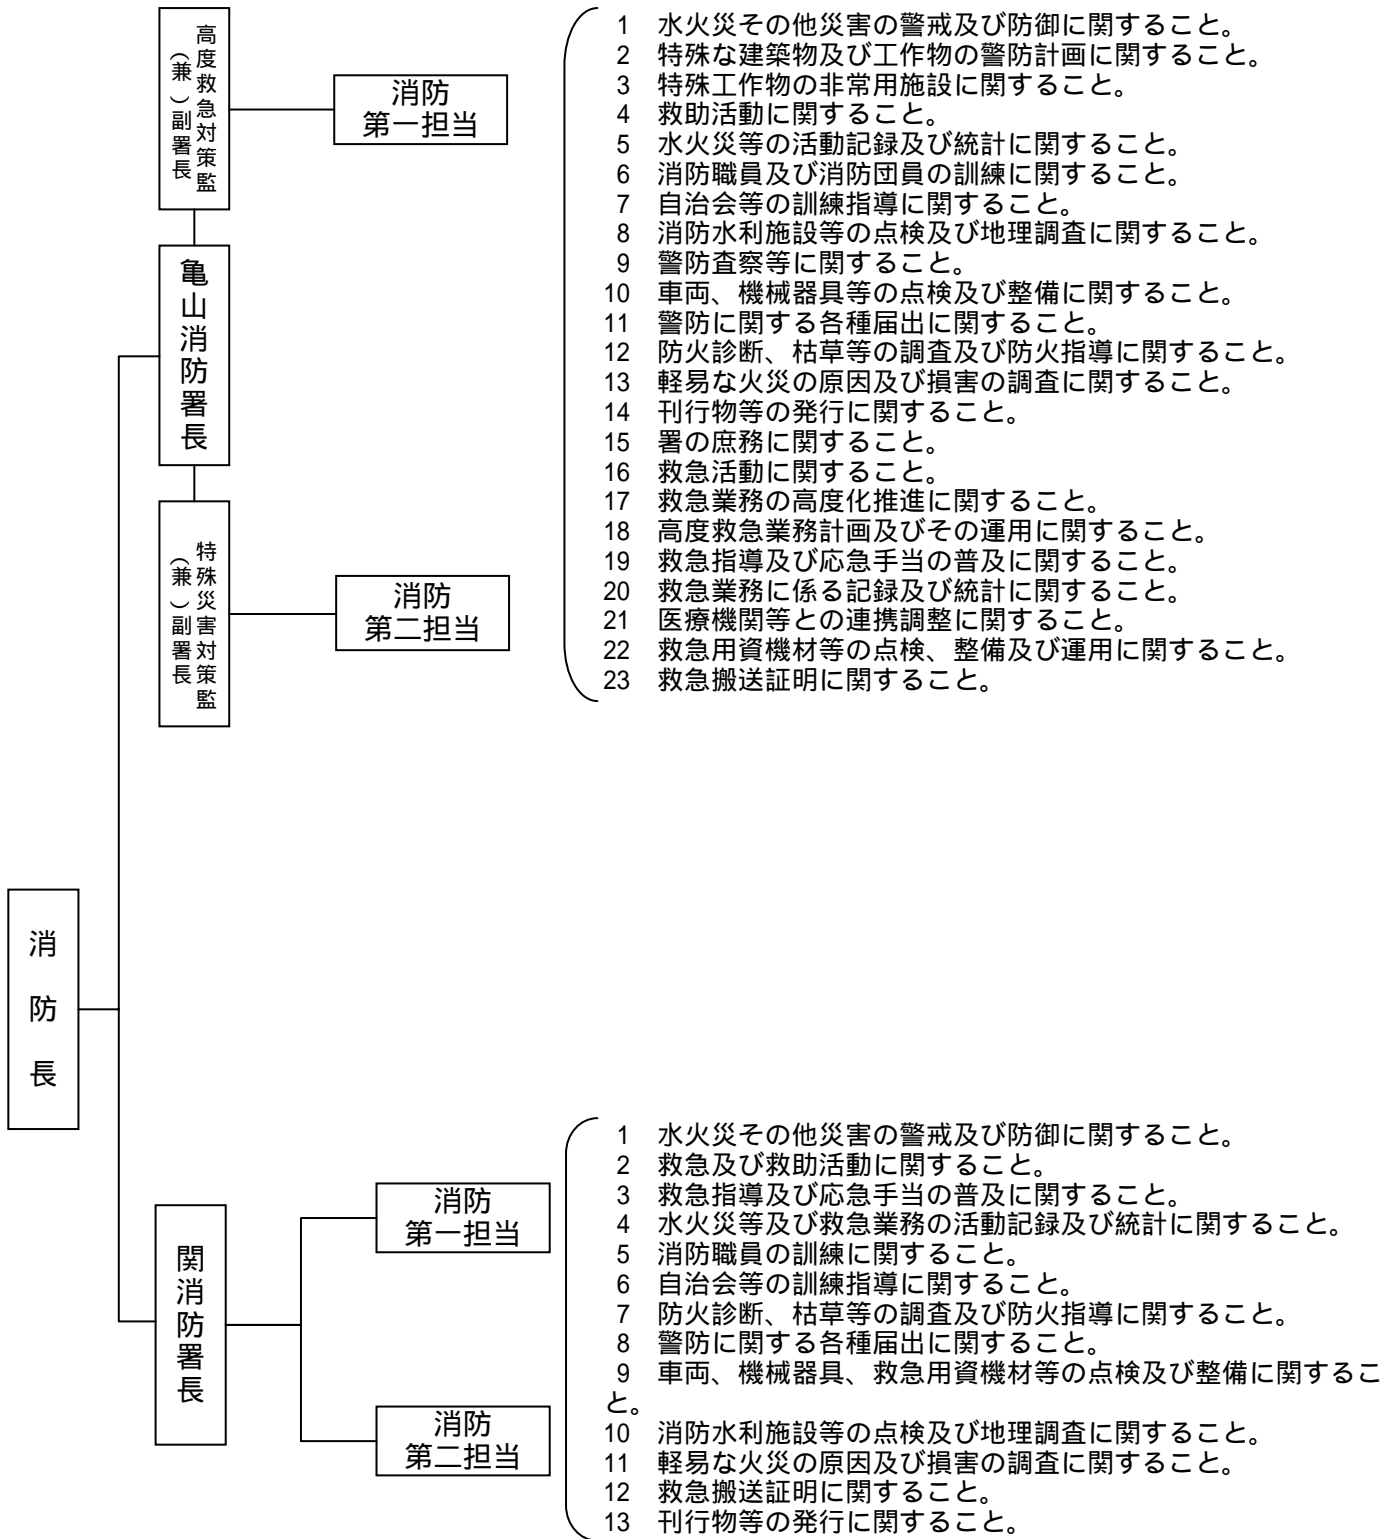 高度救急対策監
（兼）副署長
消防
第一担当
亀山消防署長
特殊災害対策監
（兼）副署長
消防
第二担当
1 水火災その他災害の警戒及び防御に関すること。
2 特殊な建築物及び工作物の警防計画に関すること。
3 特殊工作物の非常用施設に関すること。
4 救助活動に関すること。
5 水火災等の活動記録及び統計に関すること。
6 消防職員及び消防団員の訓練に関すること。
7 自治会等の訓練指導に関すること。
8 消防水利施設等の点検及び地理調査に関すること。
9 警防査察等に関すること。
10 車両、機械器具等の点検及び整備に関すること。
11 警防に関する各種届出に関すること。
12 防火診断、枯草等の調査及び防火指導に関すること。
13 軽易な火災の原因及び損害の調査に関すること。
14 刊行物等の発行に関すること。
15 署の庶務に関すること。
16 救急活動に関すること。
17 救急業務の高度化推進に関すること。
18 高度救急業務計画及びその運用に関すること。
19 救急指導及び応急手当の普及に関すること。
20 救急業務に係る記録及び統計に関すること。
21 医療機関等との連携調整に関すること。
22 救急用資機材等の点検、整備及び運用に関すること。
23 救急搬送証明に関すること。
消防長
関消防署長
消防
第一担当
消防
第二担当
1 水火災その他災害の警戒及び防御に関すること。
2 救急及び救助活動に関すること。
3 救急指導及び応急手当の普及に関すること。
4 水火災等及び救急業務の活動記録及び統計に関すること。
5 消防職員の訓練に関すること。
6 自治会等の訓練指導に関すること。
7 防火診断、枯草等の調査及び防火指導に関すること。
8 警防に関する各種届出に関すること。
9 車両、機械器具、救急用資機材等の点検及び整備に関するこ
と。
10 消防水利施設等の点検及び地理調査に関すること。
11 軽易な火災の原因及び損害の調査に関すること。
12 救急搬送証明に関すること。
13 刊行物等の発行に関すること。